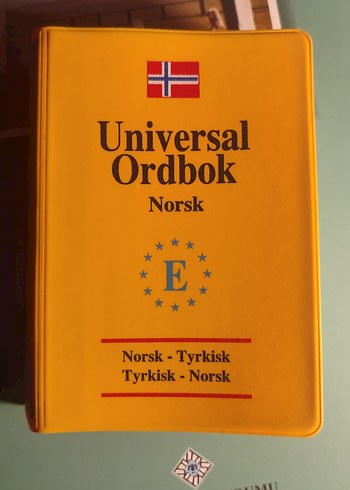 Universal
Ordbok
Norsk
E
Norsk - Tyrkisk
Tyrkisk - Norsk